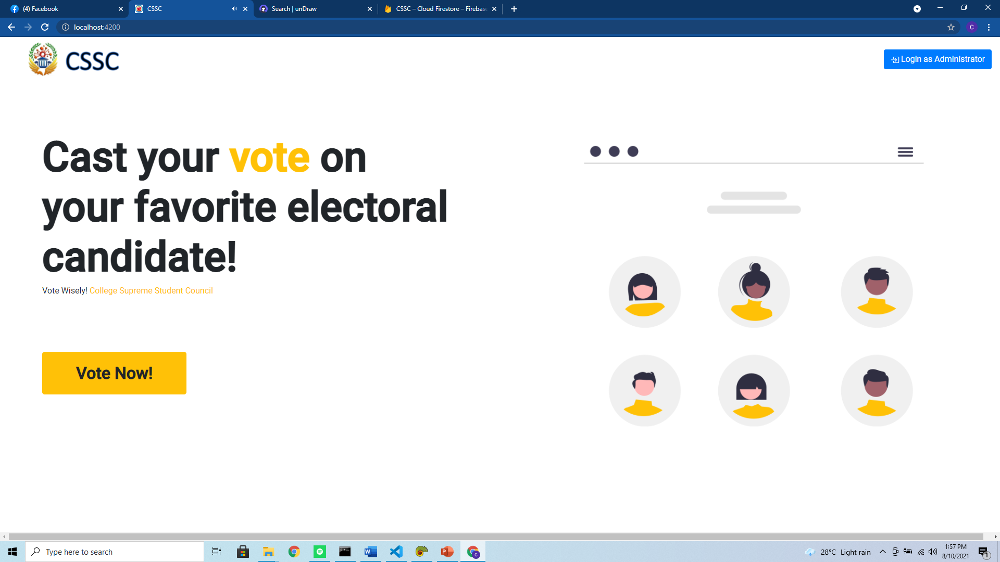 (4) Facebook
CSSC
Search | unDraw
CSSC – Cloud Firestore – Firebase
localhost:4200
C
CSSC
Login as Administrator
Cast your vote on
your favorite electoral
candidate!
Vote Wisely! College Supreme Student Council
Vote Now!
Type here to search
28°C Light rain
1:57 PM
8/10/2021
1